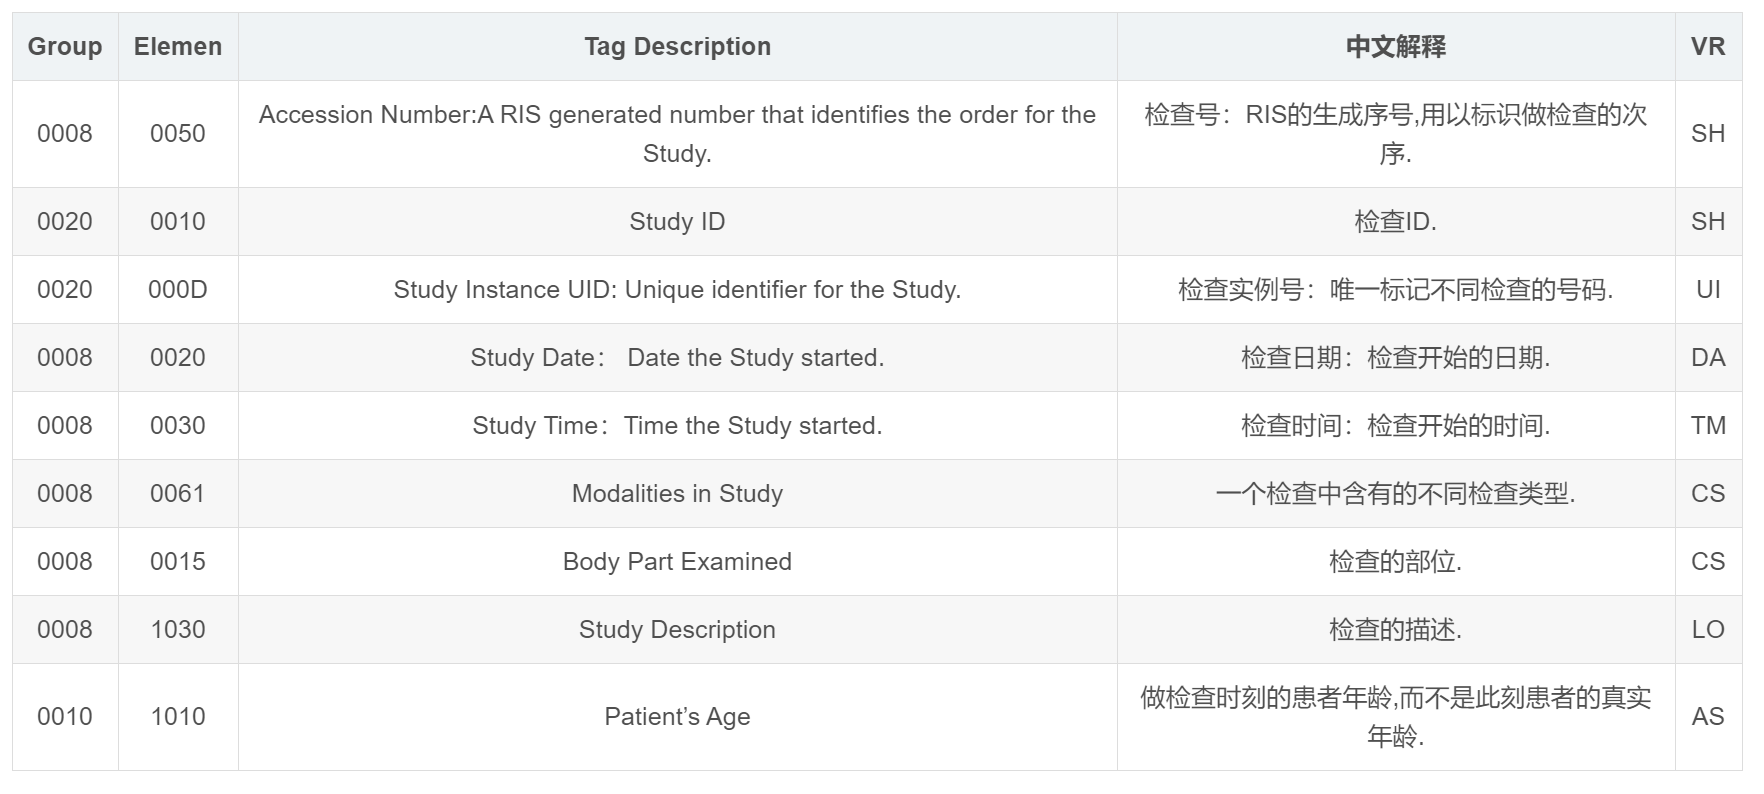 Group Elemen Tag Description 中文解释 VR
0008 0050 Accession Number:A RIS generated number that identifies the order for the Study. 检查号：RIS的生成序号,用以标识做检查的次序. SH
0020 0010 Study ID 检查ID. SH
0020 000D Study Instance UID: Unique identifier for the Study. 检查实例号：唯一标记不同检查的号码. UI
0008 0020 Study Date： Date the Study started. 检查日期：检查开始的日期. DA
0008 0030 Study Time：Time the Study started. 检查时间：检查开始的时间. TM
0008 0061 Modalities in Study 一个检查中含有的不同检查类型. CS
0008 0015 Body Part Examined 检查的部位. CS
0008 1030 Study Description 检查的描述. LO
0010 1010 Patient’s Age 做检查时刻的患者年龄,而不是此刻患者的真实年龄. AS